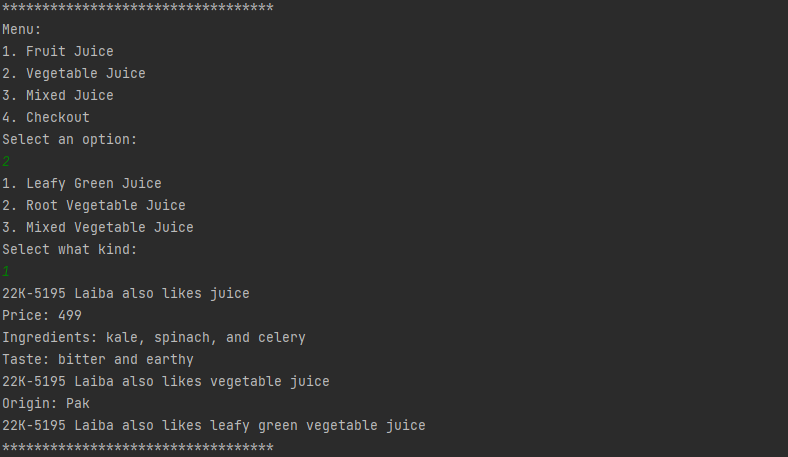 **********************************
Menu:
1. Fruit Juice
2. Vegetable Juice
3. Mixed Juice
4. Checkout
Select an option:
2
1. Leafy Green Juice
2. Root Vegetable Juice
3. Mixed Vegetable Juice
Select what kind:
1
22K-5195 Laiba also likes juice
Price: 499
Ingredients: kale, spinach, and celery
Taste: bitter and earthy
22K-5195 Laiba also likes vegetable juice
Origin: Pak
22K-5195 Laiba also likes leafy green vegetable juice
**********************************